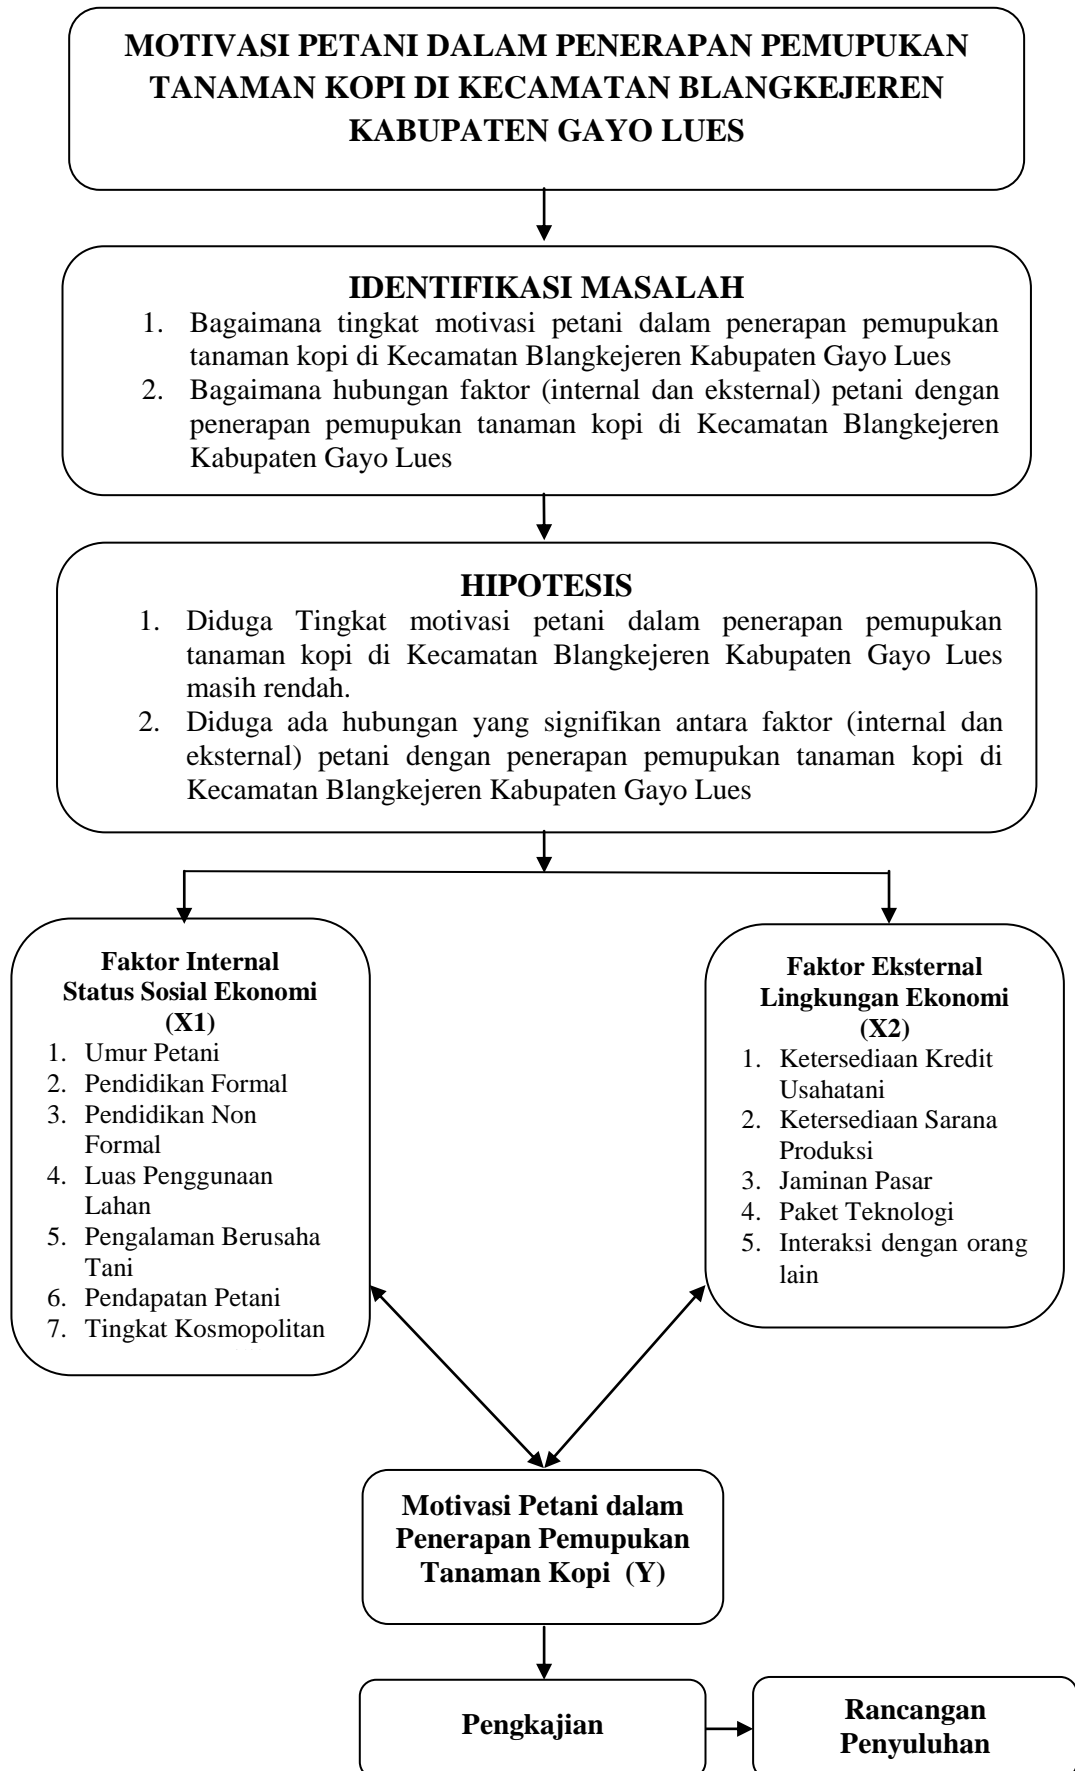 MOTIVASI PETANI DALAM PENERAPAN PEMUPUKAN
TANAMAN KOPI DI KECAMATAN BLANGKEJEREN
KABUPATEN GAYO LUES
IDENTIFIKASI MASALAH
1. Bagaimana tingkat motivasi petani dalam penerapan pemupukan
tanaman kopi di Kecamatan Blangkejeren Kabupaten Gayo Lues
2. Bagaimana hubungan faktor (internal dan eksternal) petani dengan
penerapan pemupukan tanaman kopi di Kecamatan Blangkejeren
Kabupaten Gayo Lues
HIPOTESIS
1. Diduga Tingkat motivasi petani dalam penerapan pemupukan
tanaman kopi di Kecamatan Blangkejeren Kabupaten Gayo Lues
masih rendah.
2. Diduga ada hubungan yang signifikan antara faktor (internal dan
eksternal) petani dengan penerapan pemupukan tanaman kopi di
Kecamatan Blangkejeren Kabupaten Gayo Lues
Faktor Internal
Status Sosial Ekonomi
(X1)
1. Umur Petani
2. Pendidikan Formal
3. Pendidikan Non
Formal
4. Luas Penggunaan
Lahan
5. Pengalaman Berusaha
Tani
6. Pendapatan Petani
7. Tingkat Kosmopolitan
Faktor Eksternal
Lingkungan Ekonomi
(X2)
1. Ketersediaan Kredit
Usahatani
2. Ketersediaan Sarana
Produksi
3. Jaminan Pasar
4. Paket Teknologi
5. Interaksi dengan orang
lain
Motivasi Petani dalam
Penerapan Pemupukan
Tanaman Kopi (Y)
Pengkajian
Rancangan
Penyuluhan